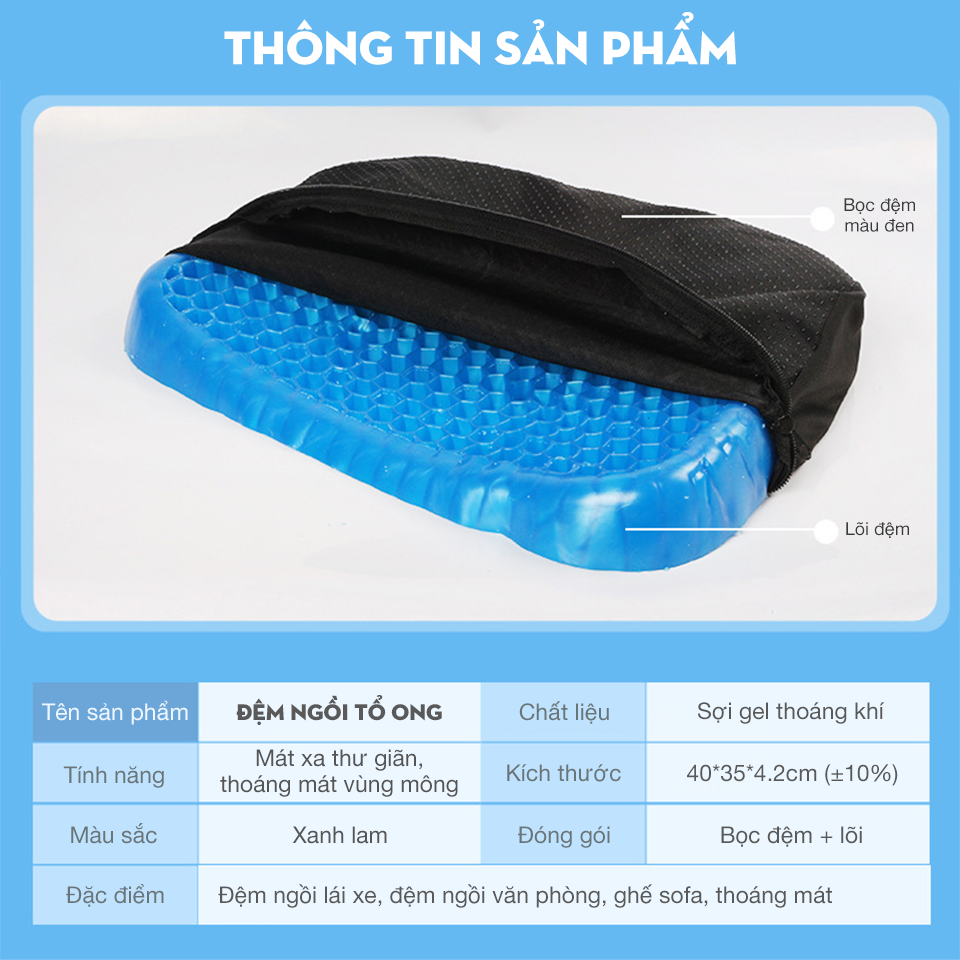 THÔNG TIN SẢN PHẨM
Bọc đệm
màu đen
Lõi đệm
Tên sản phẩm
ĐỆM NGỒI TỔ ONG
Chất liệu
Sợi gel thoáng khí
Tính năng
Mát xa thư giãn,
thoáng mát vùng mông
Kích thước
40*35*4.2cm (±10%)
Màu sắc
Xanh lam
Đóng gói
Bọc đệm + lõi
Đặc điểm
Đệm ngồi lái xe, đệm ngồi văn phòng, ghế sofa, thoáng mát